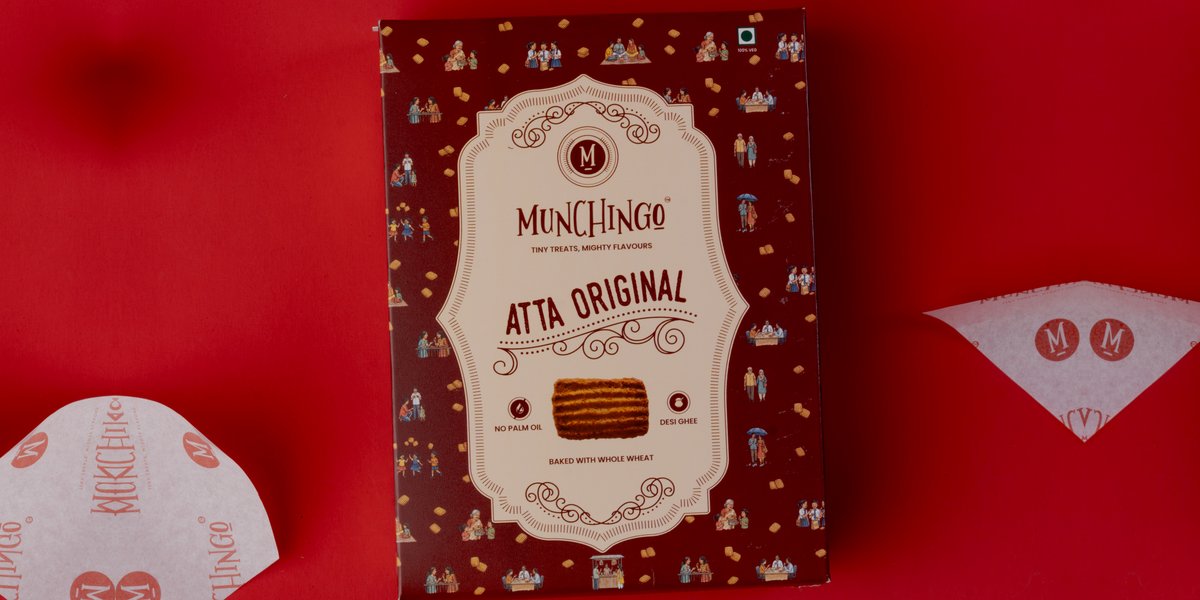 100% VEG
M
MUNCHINGO
TM
TINY TREATS, MIGHTY FLAVOURS
ATTA ORIGINAL
NO PALM OIL
DESI GHEE
BAKED WITH WHOLE WHEAT
M M
M
M
MUNCHINGO
M M